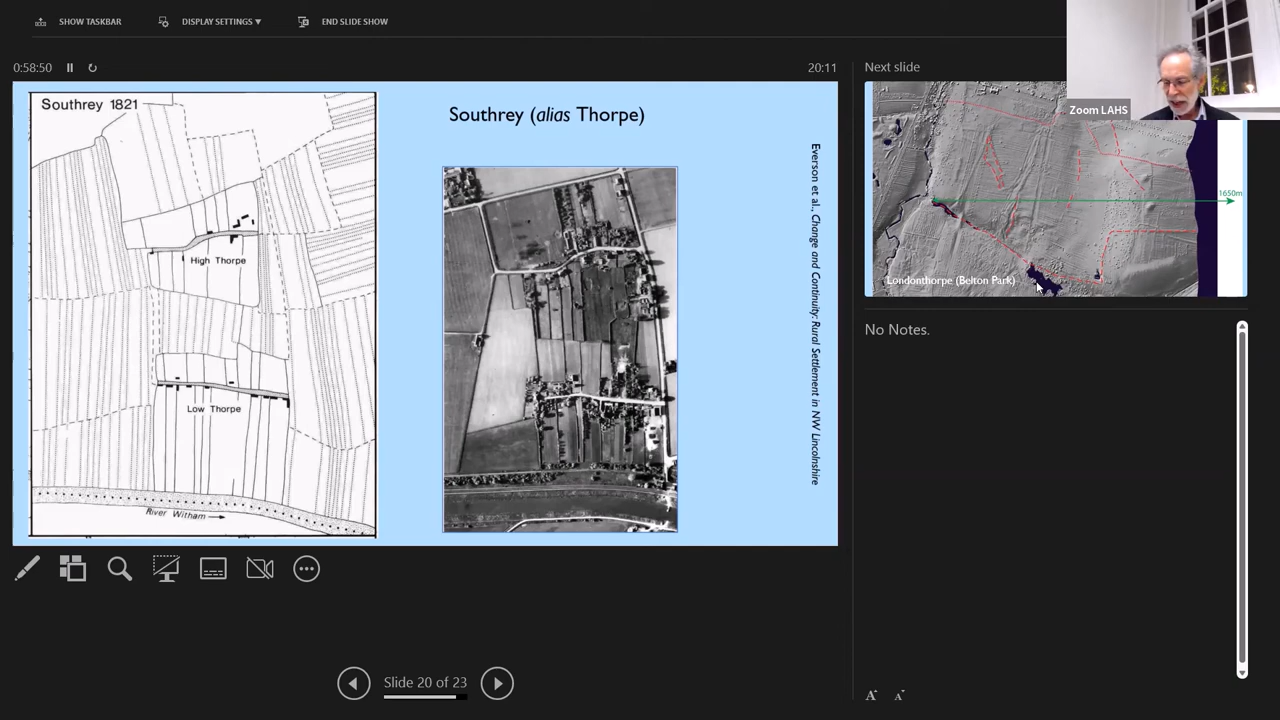 SHOW TASKBAR
DISPLAY SETTINGS ▼
END SLIDE SHOW
0:58:50
20:11
Next slide
Zoom LAHS
Southrey 1821
High Thorpe
Low Thorpe
River Witham
Southrey (alias Thorpe)
Everson et al., Change and Continuity: Rural Settlement in NW Lincolnshire
1650m
Londonthorpe (Belton Park)
No Notes.
Slide 20 of 23
A
A